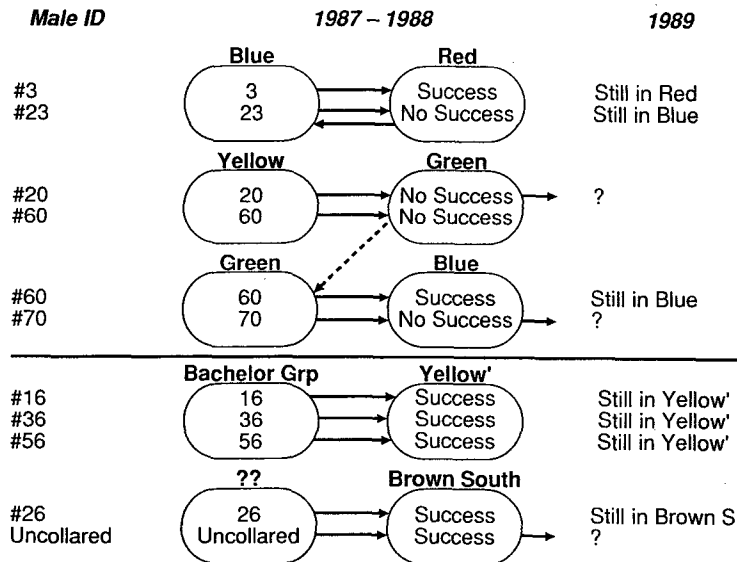 Male ID 1987 – 1988 1989
Blue Red
#3 3 Success Still in Red
#23 23 No Success Still in Blue
Yellow Green
#20 20 No Success ?
#60 60 No Success
Green Blue
#60 60 Success Still in Blue
#70 70 No Success ?
Bachelor Grp Yellow'
#16 16 Success Still in Yellow'
#36 36 Success Still in Yellow'
#56 56 Success Still in Yellow'
?? Brown South
#26 26 Success Still in Brown S
Uncollared Uncollared Success ?